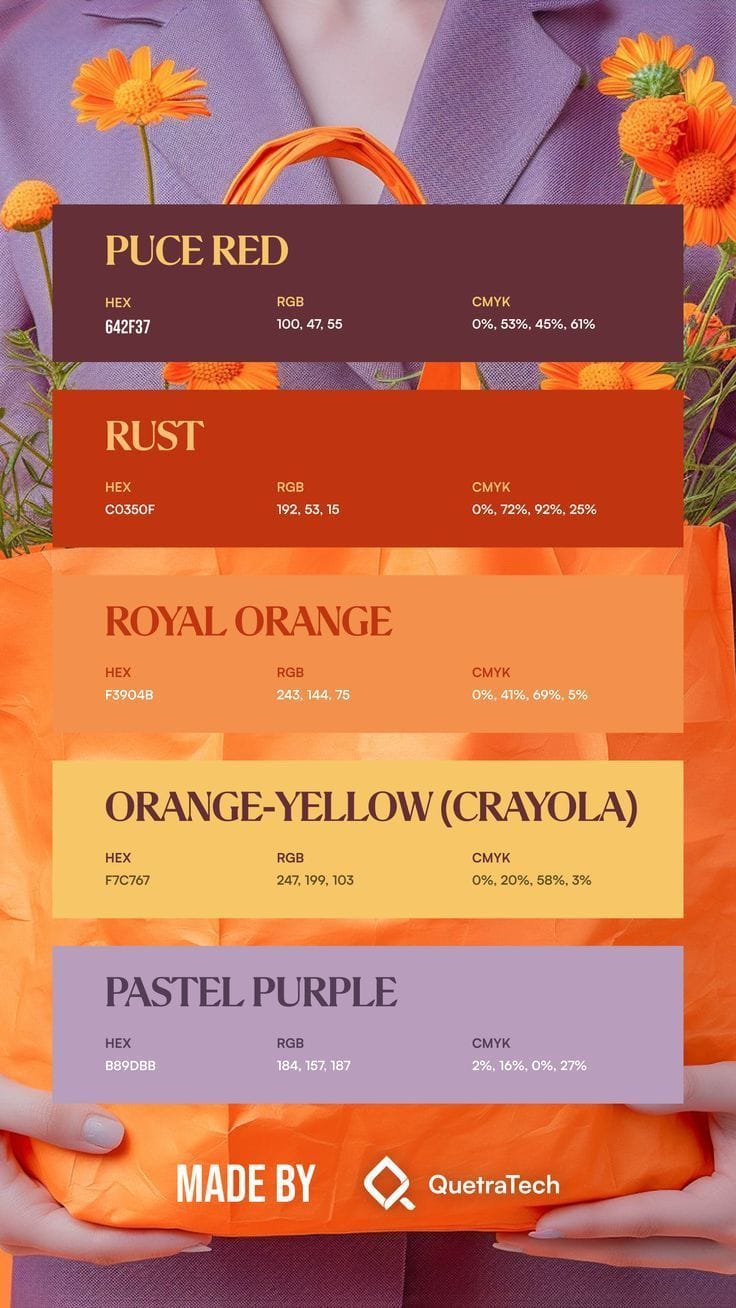 PUCE RED
HEX RGB CMYK
642F37 100, 47, 55 0%, 53%, 45%, 61%
RUST
HEX RGB CMYK
C0350F 192, 53, 15 0%, 72%, 92%, 25%
ROYAL ORANGE
HEX RGB CMYK
F3904B 243, 144, 75 0%, 41%, 69%, 5%
ORANGE-YELLOW (CRAYOLA)
HEX RGB CMYK
F7C767 247, 199, 103 0%, 20%, 58%, 3%
PASTEL PURPLE
HEX RGB CMYK
B89DBB 184, 157, 187 2%, 16%, 0%, 27%
MADE BY QuetraTech